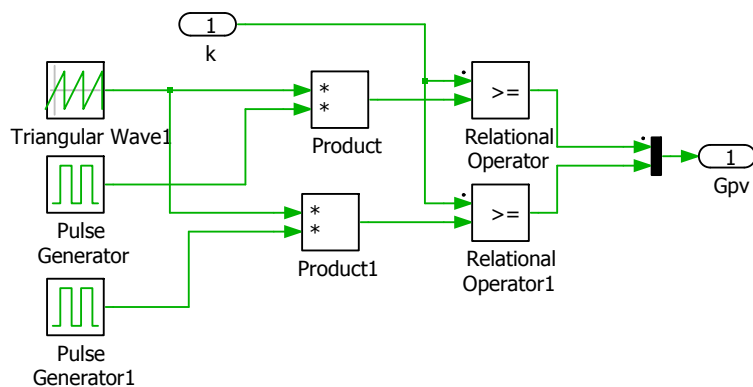 1
k
Triangular Wave1
*
*
Product
>=
Relational
Operator
Pulse
Generator
*
*
Product1
>=
Relational
Operator1
1
Gpv
Pulse
Generator1